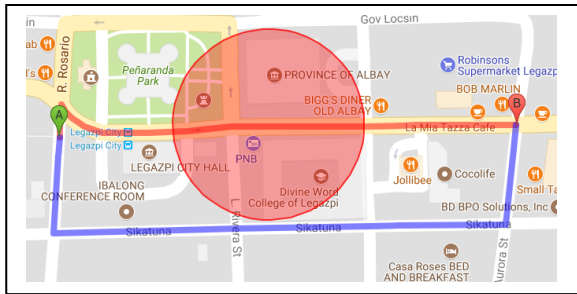 Gov Locsin
R. Rosario
Peñaranda
Park
PROVINCE OF ALBAY
Robinsons
Supermarket Legazp
BIGG'S DINER
OLD ALBAY
BOB MARLIN
A
B
Legazpi City
Legazpi City
La Mia Tazza Cafe
LEGAZPI CITY HALL
PNB
IBALONG
CONFERENCE ROOM
L. Rivera St
Divine Word
College of Legazpi
Jollibee
Cocolife
Small Ta
BD BPO Solutions, Inc
Sikatuna
Sikatuna
Sikatuna
Aurora St
Casa Roses BED
AND BREAKFAST